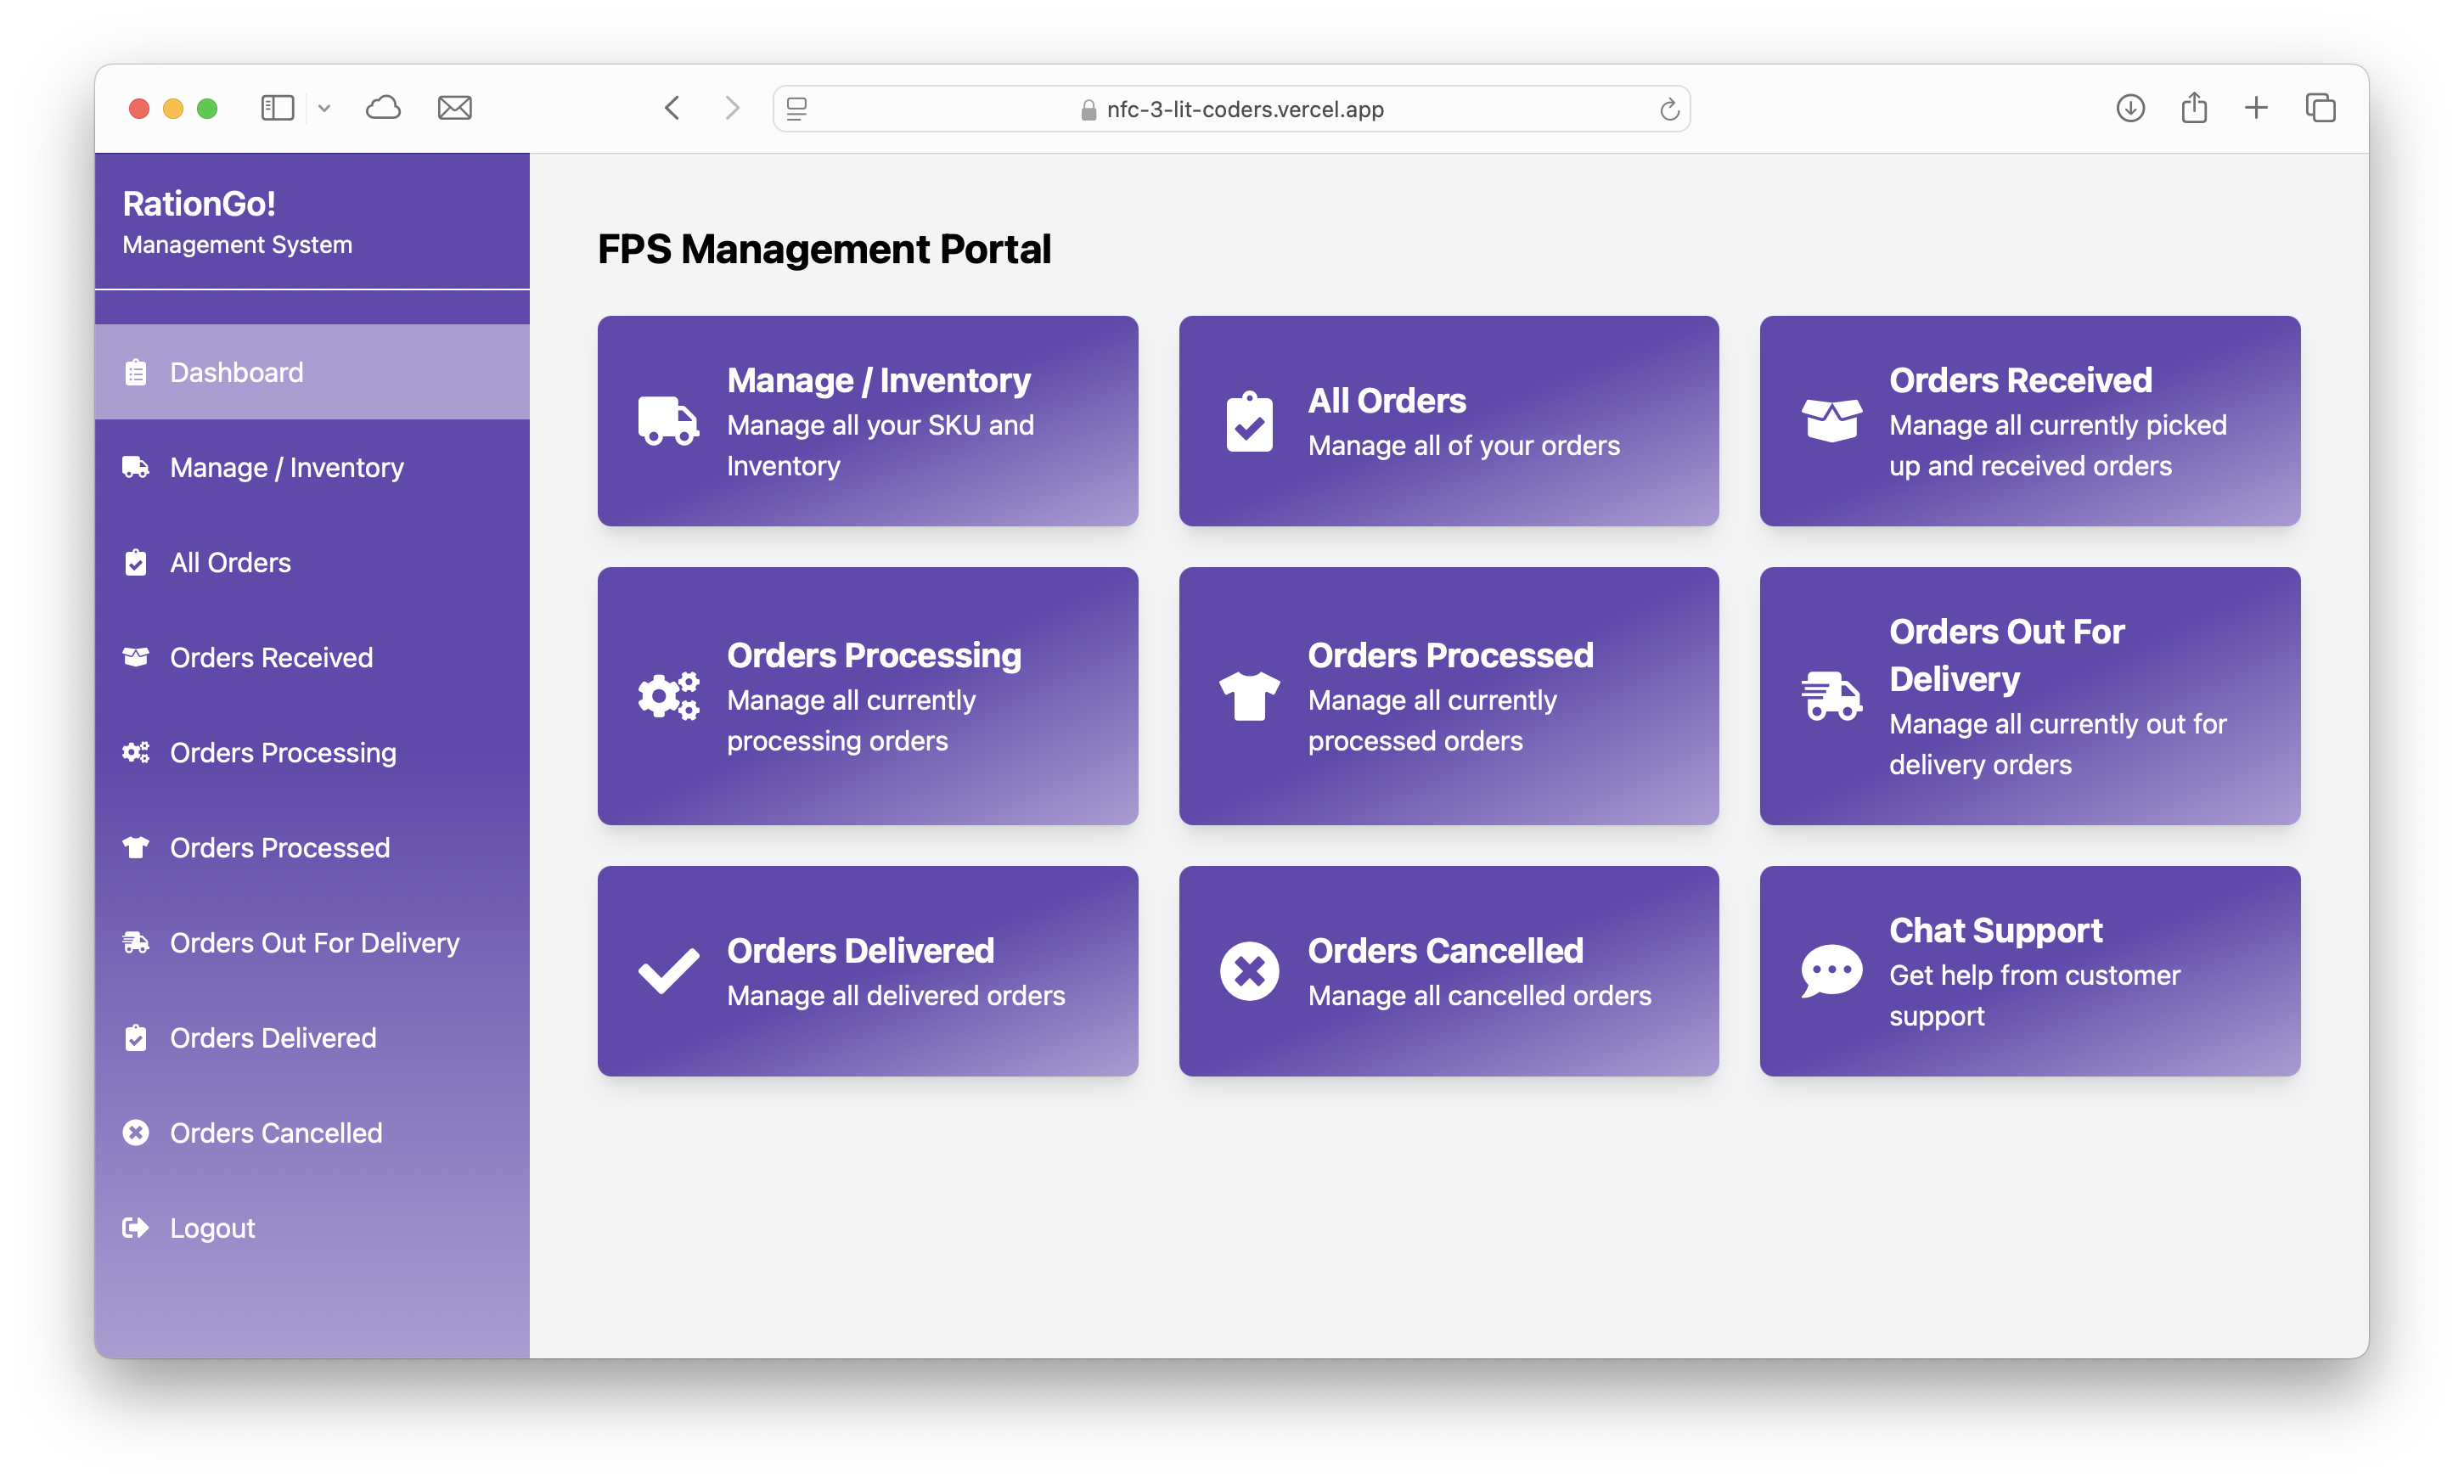 nfc-3-lit-coders.vercel.app
RationGo!
Management System
Dashboard
Manage / Inventory
All Orders
Orders Received
Orders Processing
Orders Processed
Orders Out For Delivery
Orders Delivered
Orders Cancelled
Logout
FPS Management Portal
Manage / Inventory
Manage all your SKU and
Inventory
All Orders
Manage all of your orders
Orders Received
Manage all currently picked
up and received orders
Orders Processing
Manage all currently
processing orders
Orders Processed
Manage all currently
processed orders
Orders Out For
Delivery
Manage all currently out for
delivery orders
Orders Delivered
Manage all delivered orders
Orders Cancelled
Manage all cancelled orders
Chat Support
Get help from customer
support